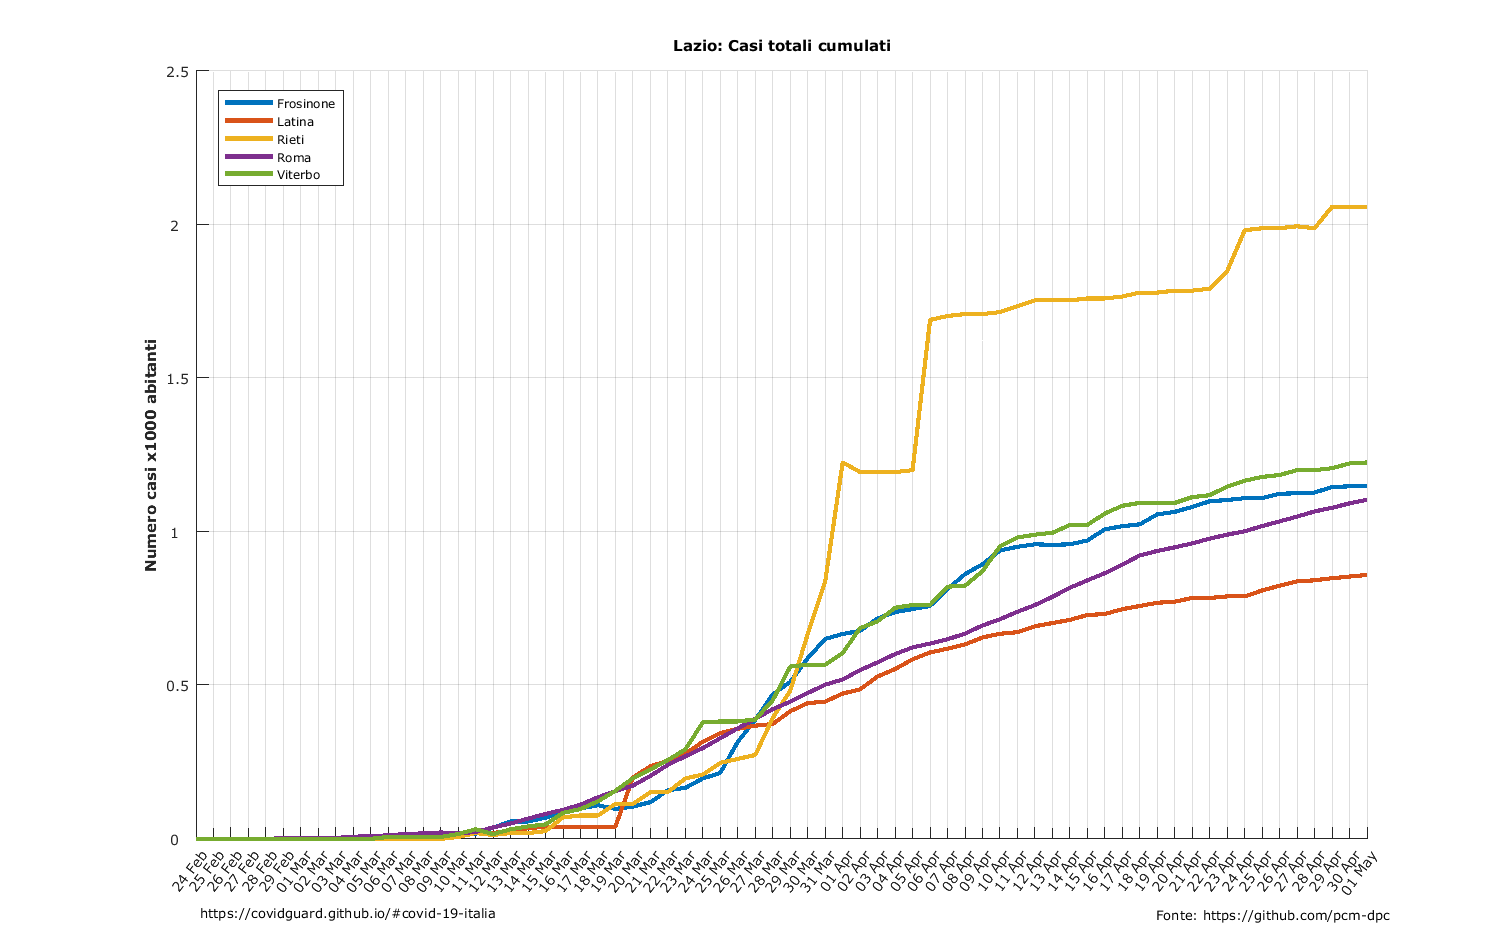 Lazio: Casi totali cumulati
2.5
2
1.5
1
0.5
0
Numero casi x1000 abitanti
Frosinone
Latina
Rieti
Roma
Viterbo
24 Feb
25 Feb
26 Feb
27 Feb
28 Feb
29 Feb
01 Mar
02 Mar
03 Mar
04 Mar
05 Mar
06 Mar
07 Mar
08 Mar
09 Mar
10 Mar
11 Mar
12 Mar
13 Mar
14 Mar
15 Mar
16 Mar
17 Mar
18 Mar
19 Mar
20 Mar
21 Mar
22 Mar
23 Mar
24 Mar
25 Mar
26 Mar
27 Mar
28 Mar
29 Mar
30 Mar
31 Mar
01 Apr
02 Apr
03 Apr
04 Apr
05 Apr
06 Apr
07 Apr
08 Apr
09 Apr
10 Apr
11 Apr
12 Apr
13 Apr
14 Apr
15 Apr
16 Apr
17 Apr
18 Apr
19 Apr
20 Apr
21 Apr
22 Apr
23 Apr
24 Apr
25 Apr
26 Apr
27 Apr
28 Apr
29 Apr
30 Apr
01 May
https://covidguard.github.io/#covid-19-italia
Fonte: https://github.com/pcm-dpc